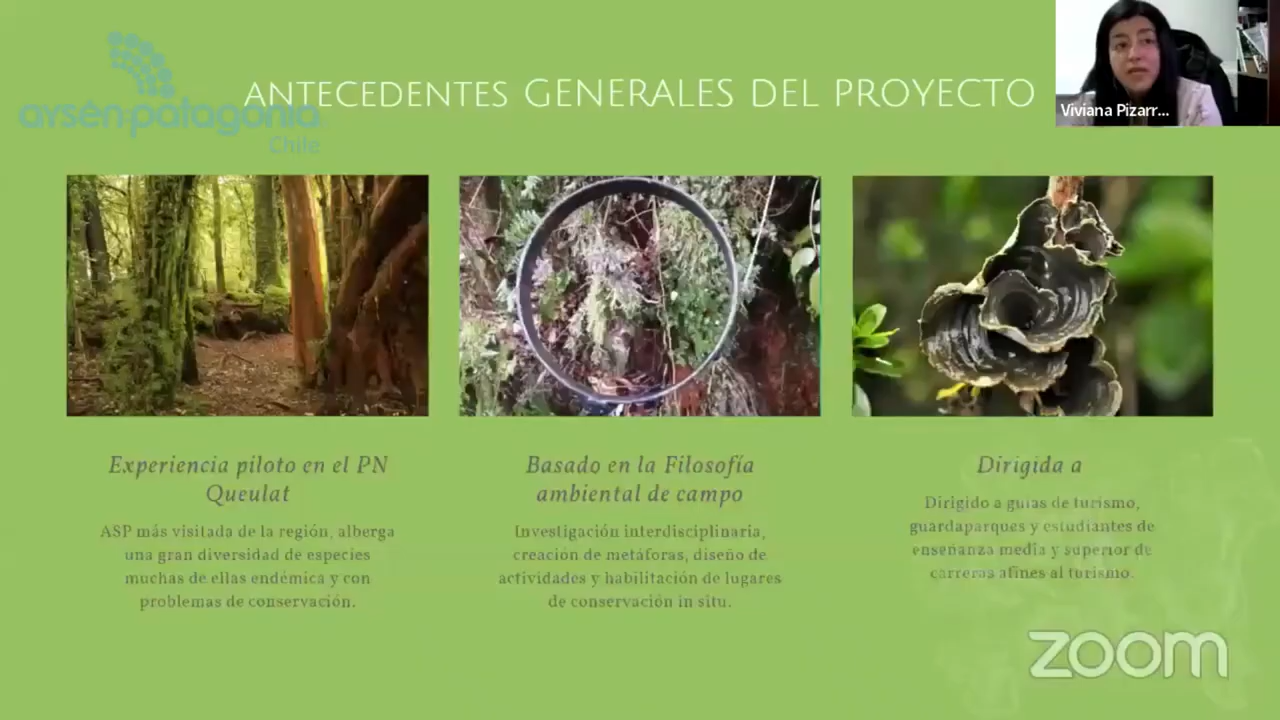 aysén patagonia
Chile
ANTECEDENTES GENERALES DEL PROYECTO
Viviana Pizarr...
Experiencia piloto en el PN
Queulat
ASP más visitada de la región, alberga
una gran diversidad de especies
muchas de ellas endémica y con
problemas de conservación.
Basado en la Filosofía
ambiental de campo
Investigación interdisciplinaria,
creación de metáforas, diseño de
actividades y habilitación de lugares
de conservación in situ.
Dirigida a
Dirigido a guías de turismo,
guardaparques y estudiantes de
enseñanza media y superior de
carreras afines al turismo.
zoom